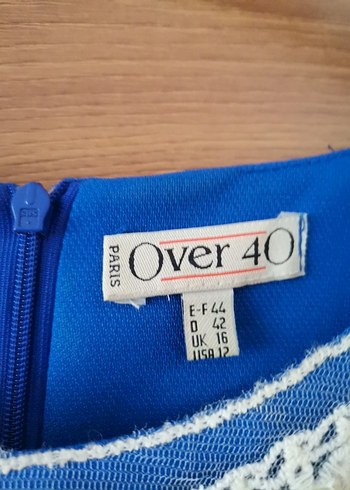 PARIS
Over 40
E-F 44
D 42
UK 16
USA 12